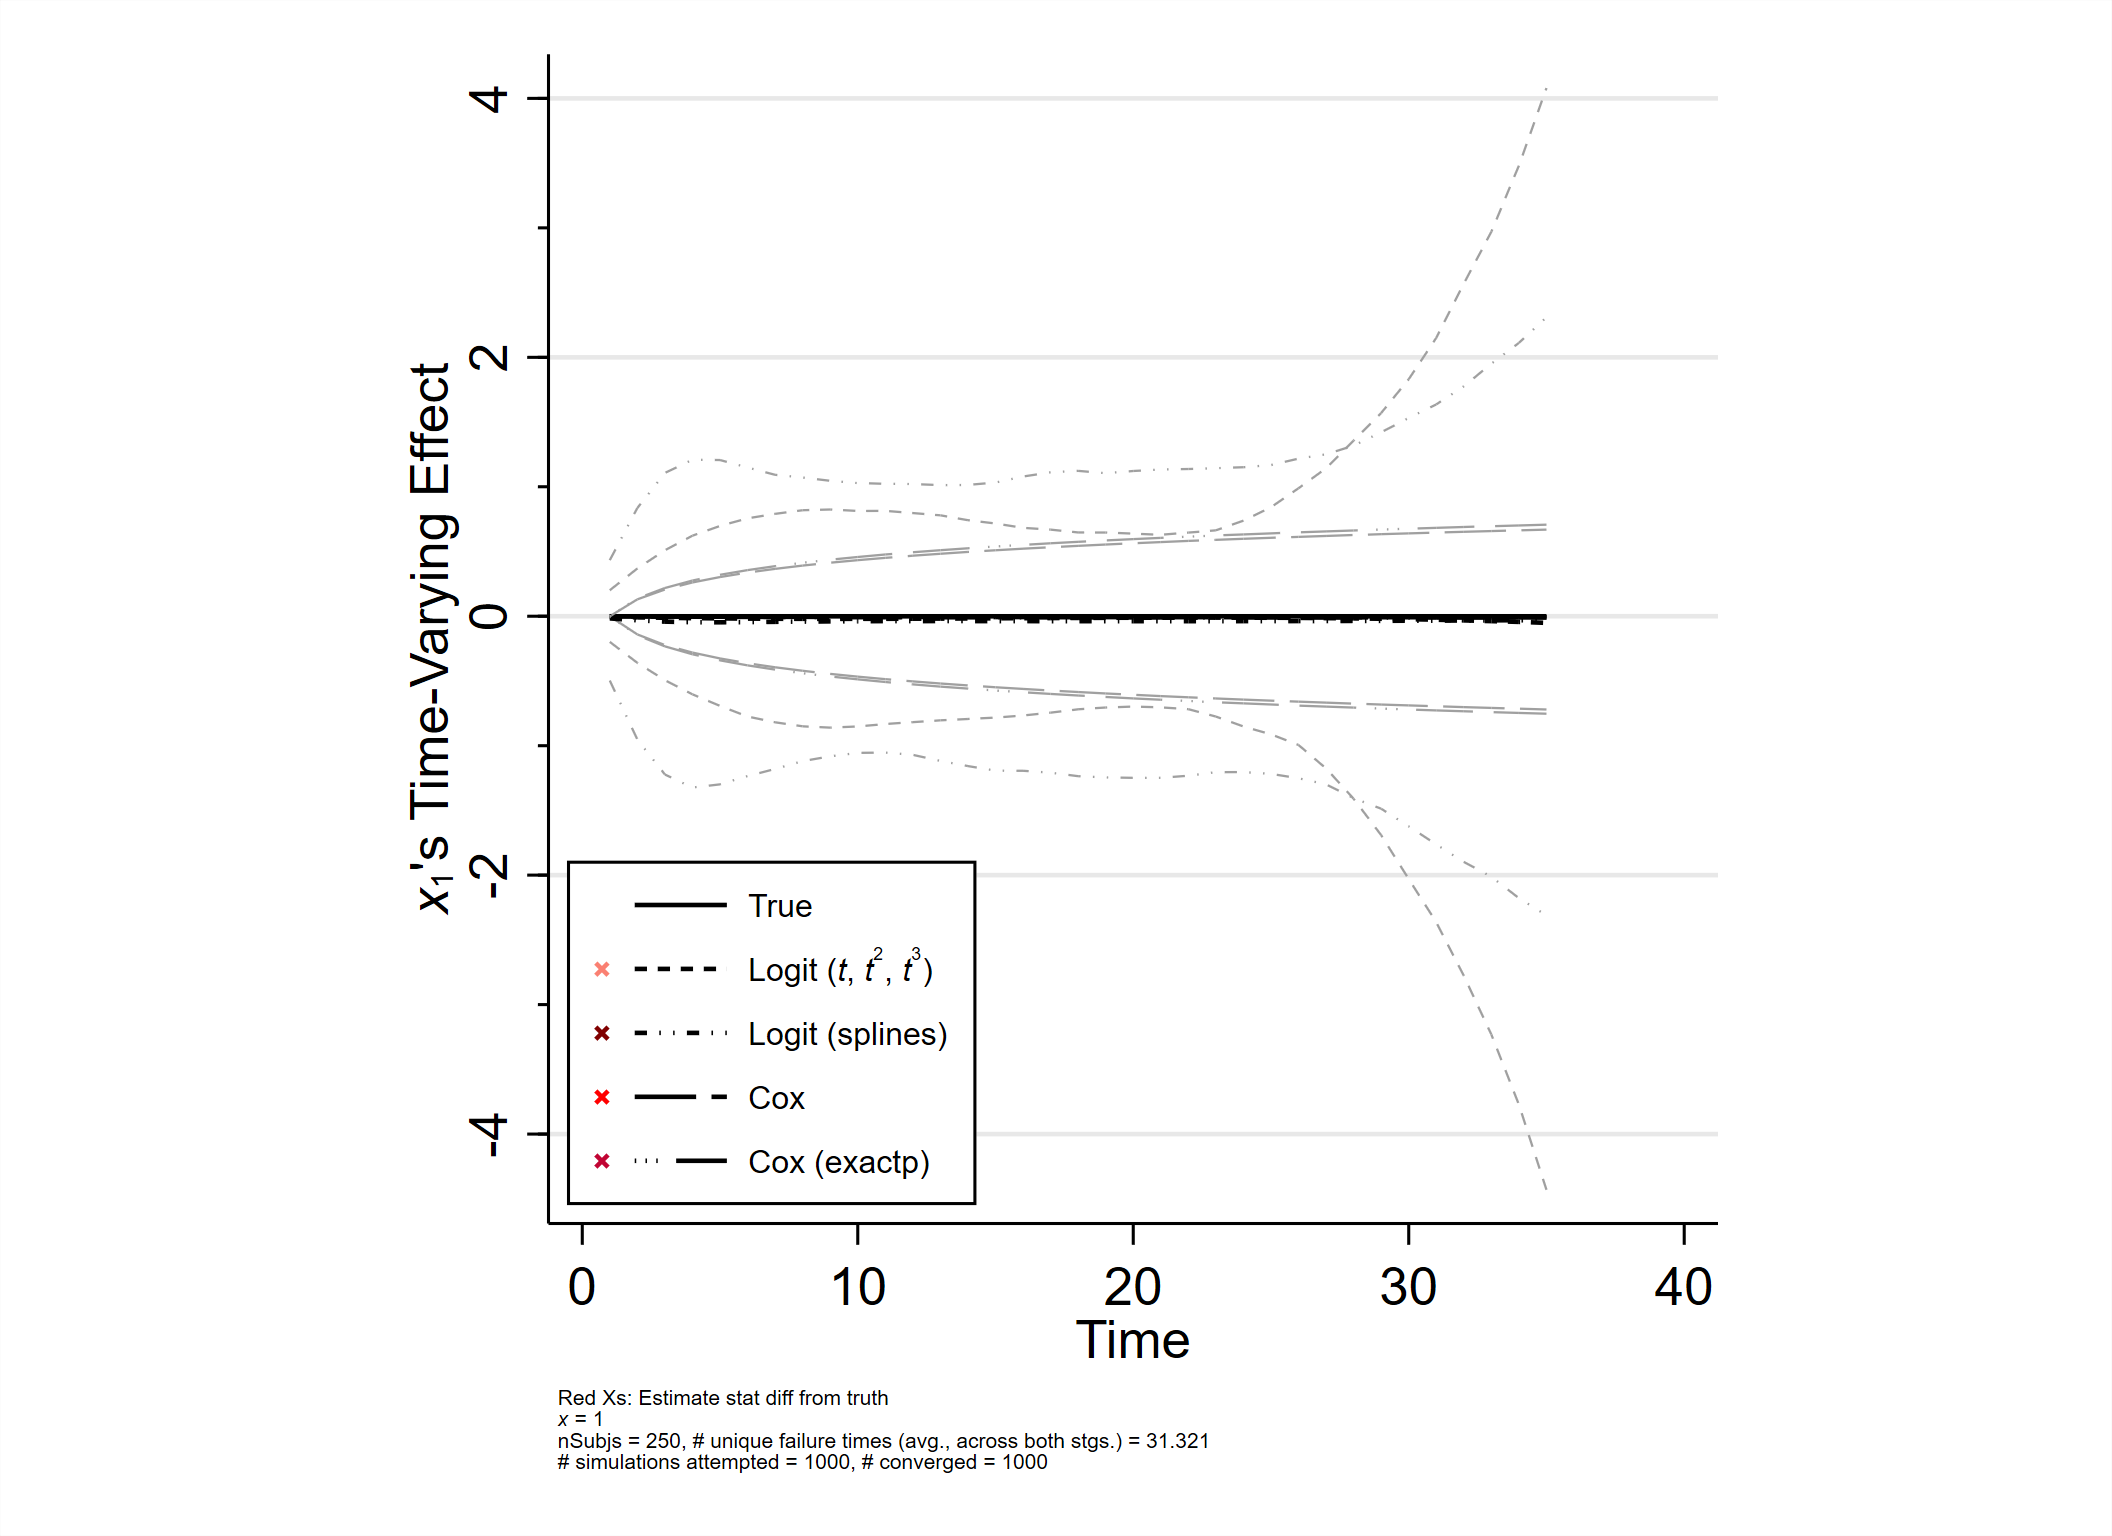 4
2
0
-2
-4
x₁'s Time-Varying Effect
True
Logit (t, t², t³)
Logit (splines)
Cox
Cox (exactp)
0 10 20 30 40
Time
Red Xs: Estimate stat diff from truth
x = 1
nSubjs = 250, # unique failure times (avg., across both stgs.) = 31.321
# simulations attempted = 1000, # converged = 1000